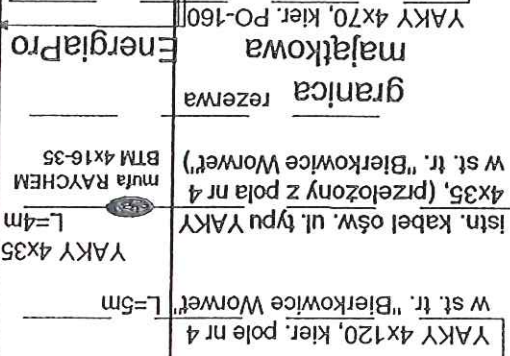 YAKY 4x120, kier. pole nr 4
w st. tr. "Bierkowice Worwet" L=5m
YAKY 4x35
L=4m
istn. kabel ośw. ul. typu YAKY
4x35, (przełożony z pola nr 4
w st. tr. "Bierkowice Worwet")
mufa RAYCHEM
BTM 4x16-35
rezerwa
granica
majątkowa
EnergiaPro
YAKY 4x70, kier. PO-160